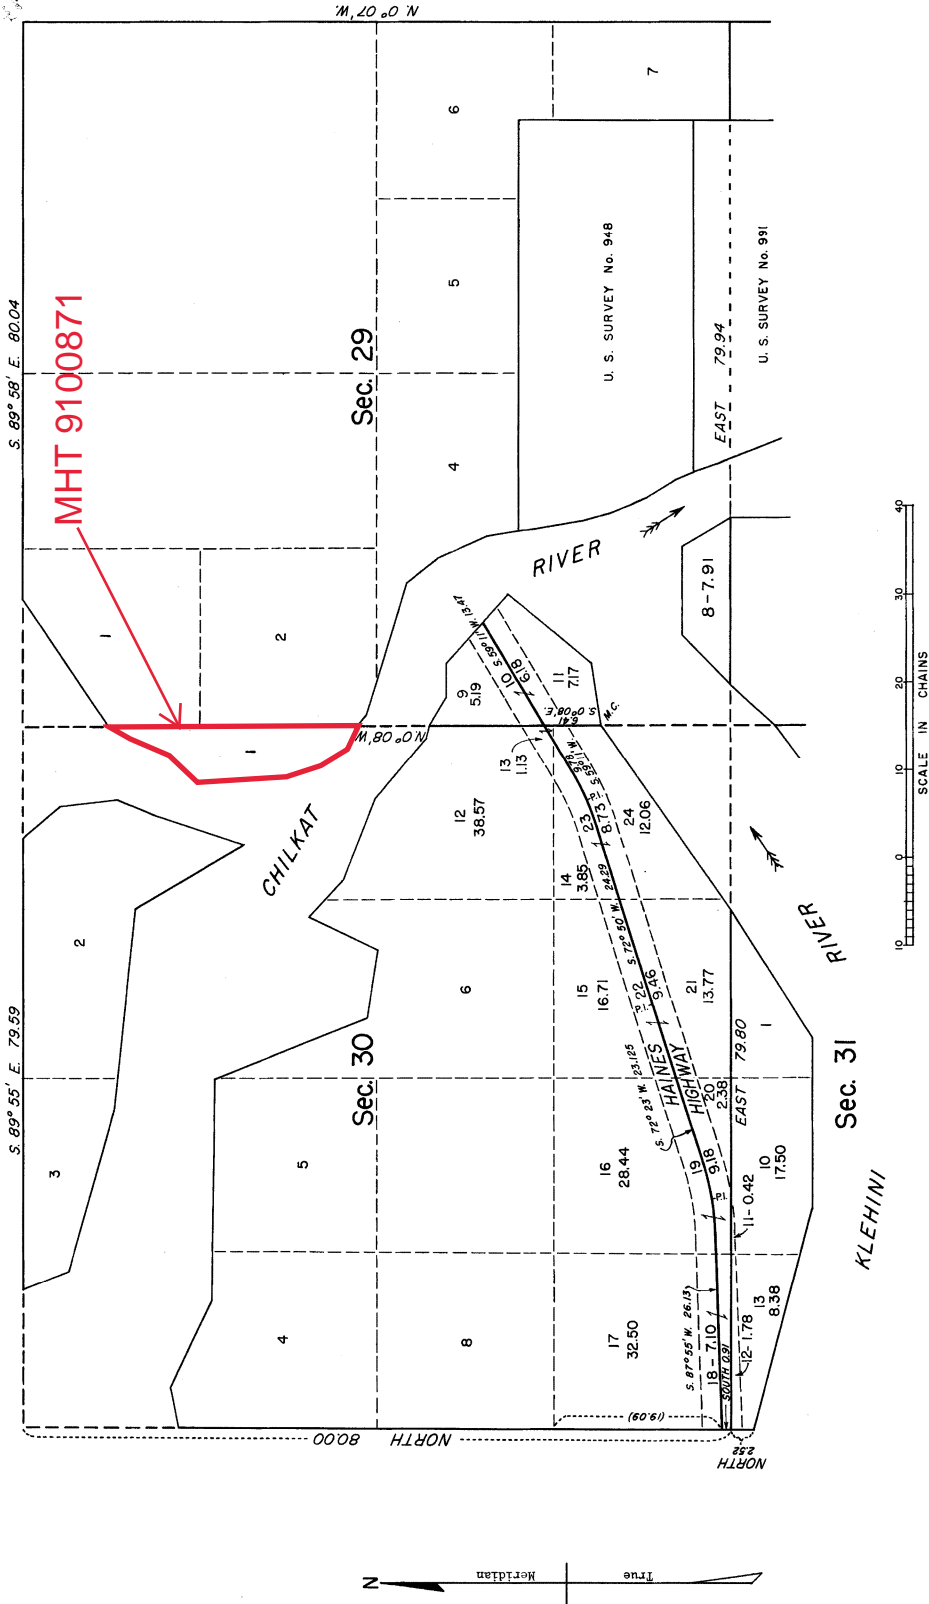 N. 0° 07' W.
S. 89° 58' E. 80.04
MHT 9100871
Sec. 29
7
6
5
4
1
2
U. S. SURVEY No. 948
EAST 79.94
U. S. SURVEY No. 991
RIVER
8-7.91
S. 59° 11' W. 13.47
10
6.18
9
5.19
11
7.17
6.41
S. 0° 08' E.
M.C.
N. 0° 08' W.
1
CHILKAT
13
1.13
12
38.57
23
8.73
P.I.
24
12.06
14
3.85
24.29
S. 72° 50' W.
2
S. 89° 55' E. 79.59
3
Sec. 30
6
5
4
8
15
16.71
22
9.46
P.I.
21
13.77
S. 72° 23' W. 23.125
HAINES
HIGHWAY
20
2.38
EAST 79.80
1
16
28.44
19
9.18
P.I.
10
17.50
11-0.42
17
32.50
S. 87° 55' W. 26.13
18-7.10
SOUTH 0.91
12-1.78
13
8.38
(19.09)
NORTH 80.00
NORTH
2.52
Sec. 31
KLEHINI
RIVER
10 0 10 20 30 40
SCALE IN CHAINS
N
True
Meridian